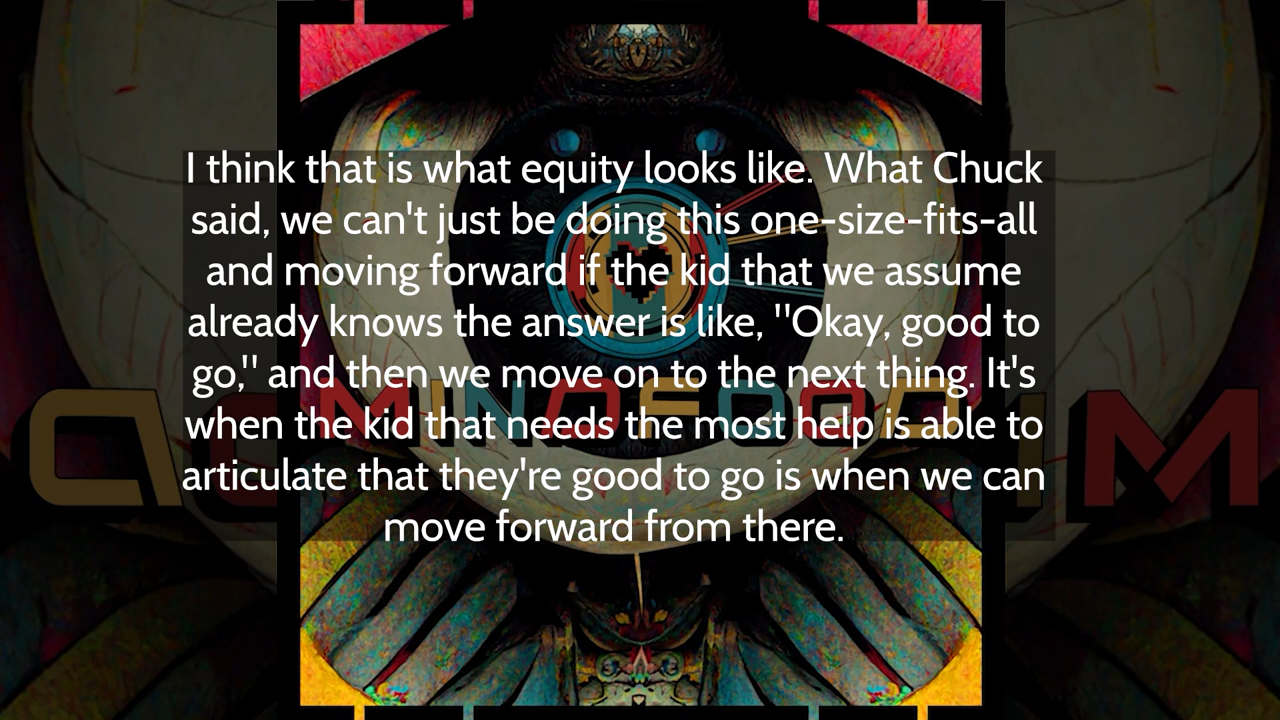 I think that is what equity looks like. What Chuck
said, we can't just be doing this one-size-fits-all
and moving forward if the kid that we assume
already knows the answer is like, "Okay, good to
go," and then we move on to the next thing. It's
when the kid that needs the most help is able to
articulate that they're good to go is when we can
move forward from there.